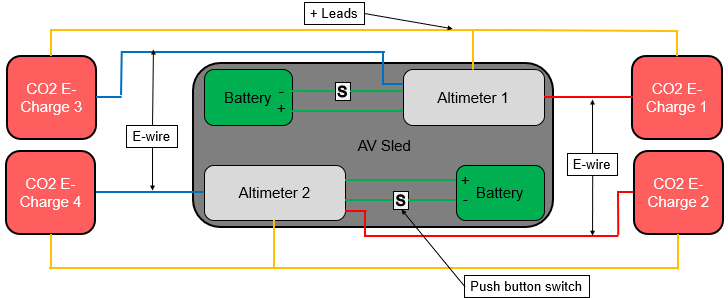 + Leads
CO2 E-
Charge 3
Battery
-
+
S
Altimeter 1
CO2 E-
Charge 1
E-wire
AV Sled
E-wire
CO2 E-
Charge 4
Altimeter 2
S
+
-
Battery
CO2 E-
Charge 2
Push button switch